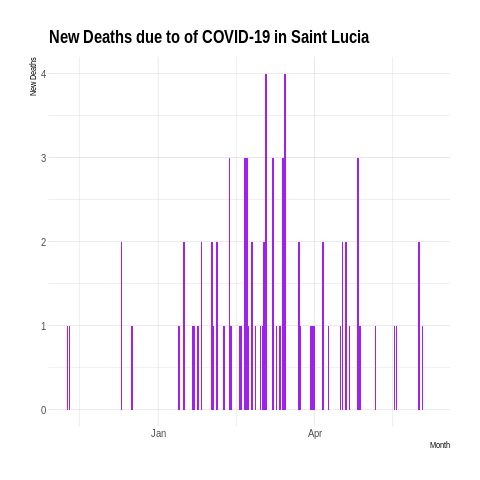 New Deaths due to of COVID-19 in Saint Lucia
New Deaths
4
3
2
1
0
Jan
Apr
Month